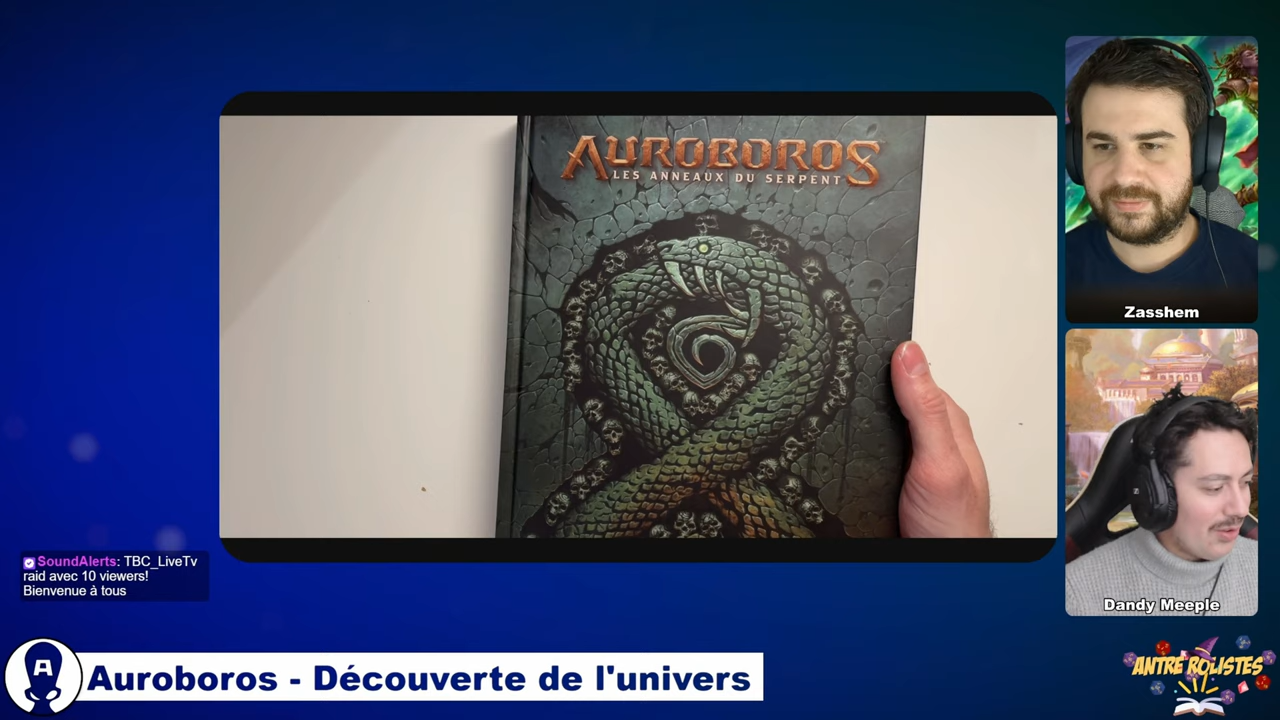 AUROBOROS
LES ANNEAUX DU SERPENT
Zasshem
Dandy Meeple
SoundAlerts: TBC_LiveTv
raid avec 10 viewers!
Bienvenue à tous
A
Auroboros - Découverte de l'univers
ANTRE RÔLISTES